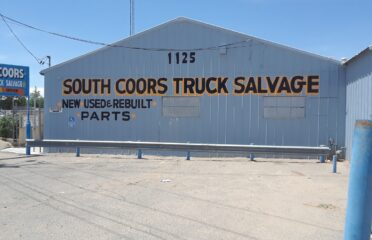 COORS
1125
SOUTH COORS TRUCK SALVAGE
NEW USED & REBUILT
PARTS